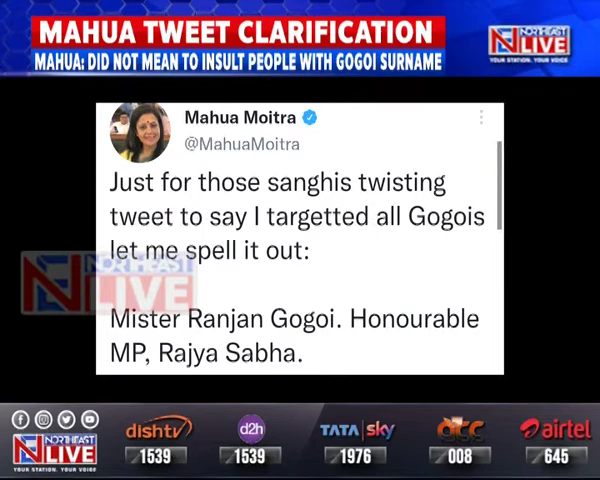 MAHUA TWEET CLARIFICATION
MAHUA: DID NOT MEAN TO INSULT PEOPLE WITH GOGOI SURNAME
NORTHEAST
LIVE
YOUR STATION. YOUR VOICE
Mahua Moitra
@MahuaMoitra
Just for those sanghis twisting
tweet to say I targetted all Gogois
let me spell it out:
NORTHEAST
LIVE
Mister Ranjan Gogoi. Honourable
MP, Rajya Sabha.
NORTHEAST
LIVE
YOUR STATION. YOUR VOICE
dishtv
1539
d2h
1539
TATA sky
1976
GTC
008
airtel
645